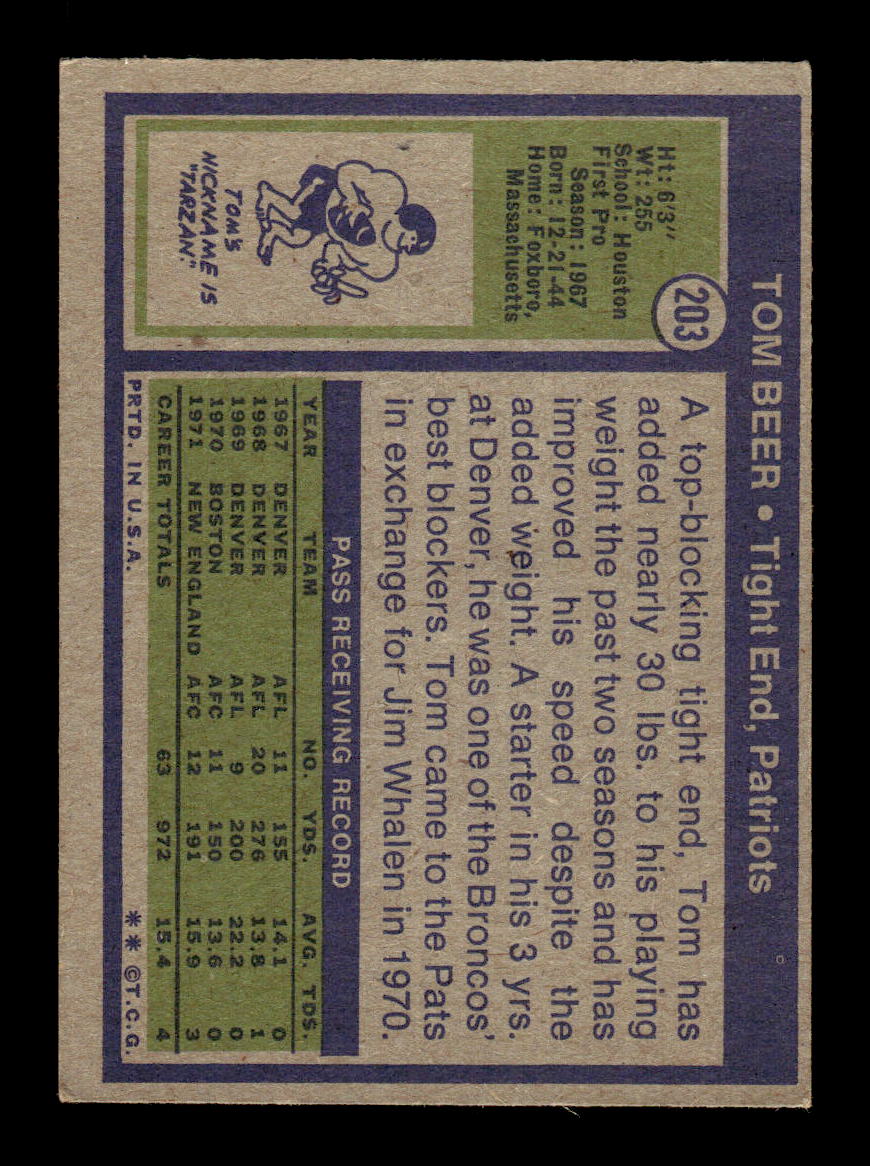 TOM BEER • Tight End, Patriots
203
Ht: 6'3"
Wt: 255
School: Houston
First Pro
Season: 1967
Born: 12-21-44
Home: Foxboro,
Massachusetts
TOM'S
NICKNAME IS
"TARZAN."
A top-blocking tight end, Tom has
added nearly 30 lbs. to his playing
weight the past two seasons and has
improved his speed despite the
added weight. A starter in his 3 yrs.
at Denver, he was one of the Broncos'
best blockers. Tom came to the Pats
in exchange for Jim Whalen in 1970.
PASS RECEIVING RECORD
YEAR TEAM NO. YDS. AVG. TDS.
1967 DENVER AFL 11 155 14.1 0
1968 DENVER AFL 20 276 13.8 1
1969 DENVER AFL 9 200 22.2 0
1970 BOSTON AFC 11 150 13.6 0
1971 NEW ENGLAND AFC 12 191 15.9 3
CAREER TOTALS 63 972 15.4 4
PRTD. IN U.S.A. ** ©T.C.G.